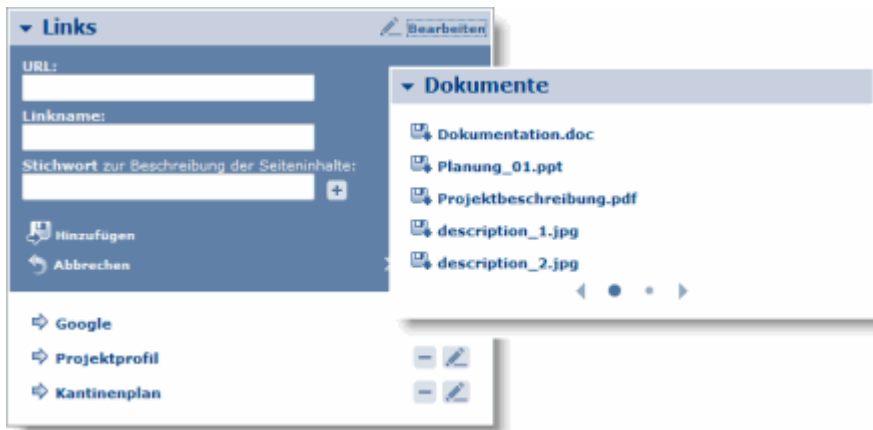 Links
Bearbeiten
URL:
Linkname:
Stichwort zur Beschreibung der Seiteninhalte:
Hinzufügen
Abbrechen
Google
Projektprofil
Kantinenplan
Dokumente
Dokumentation.doc
Planung_01.ppt
Projektbeschreibung.pdf
description_1.jpg
description_2.jpg